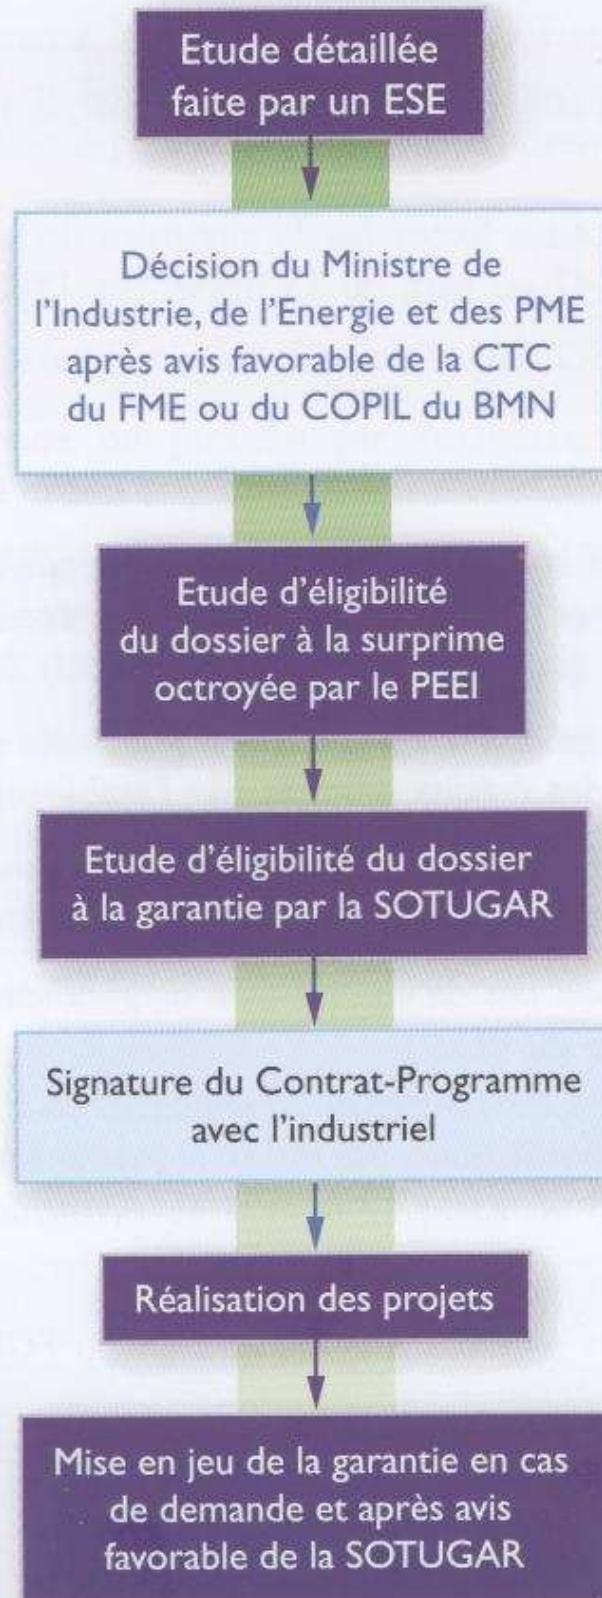 Etude détaillée
faite par un ESE
Décision du Ministre de
l'Industrie, de l'Energie et des PME
après avis favorable de la CTC
du FME ou du COPIL du BMN
Etude d'éligibilité
du dossier à la surprime
octroyée par le PEEI
Etude d'éligibilité du dossier
à la garantie par la SOTUGAR
Signature du Contrat-Programme
avec l'industriel
Réalisation des projets
Mise en jeu de la garantie en cas
de demande et après avis
favorable de la SOTUGAR